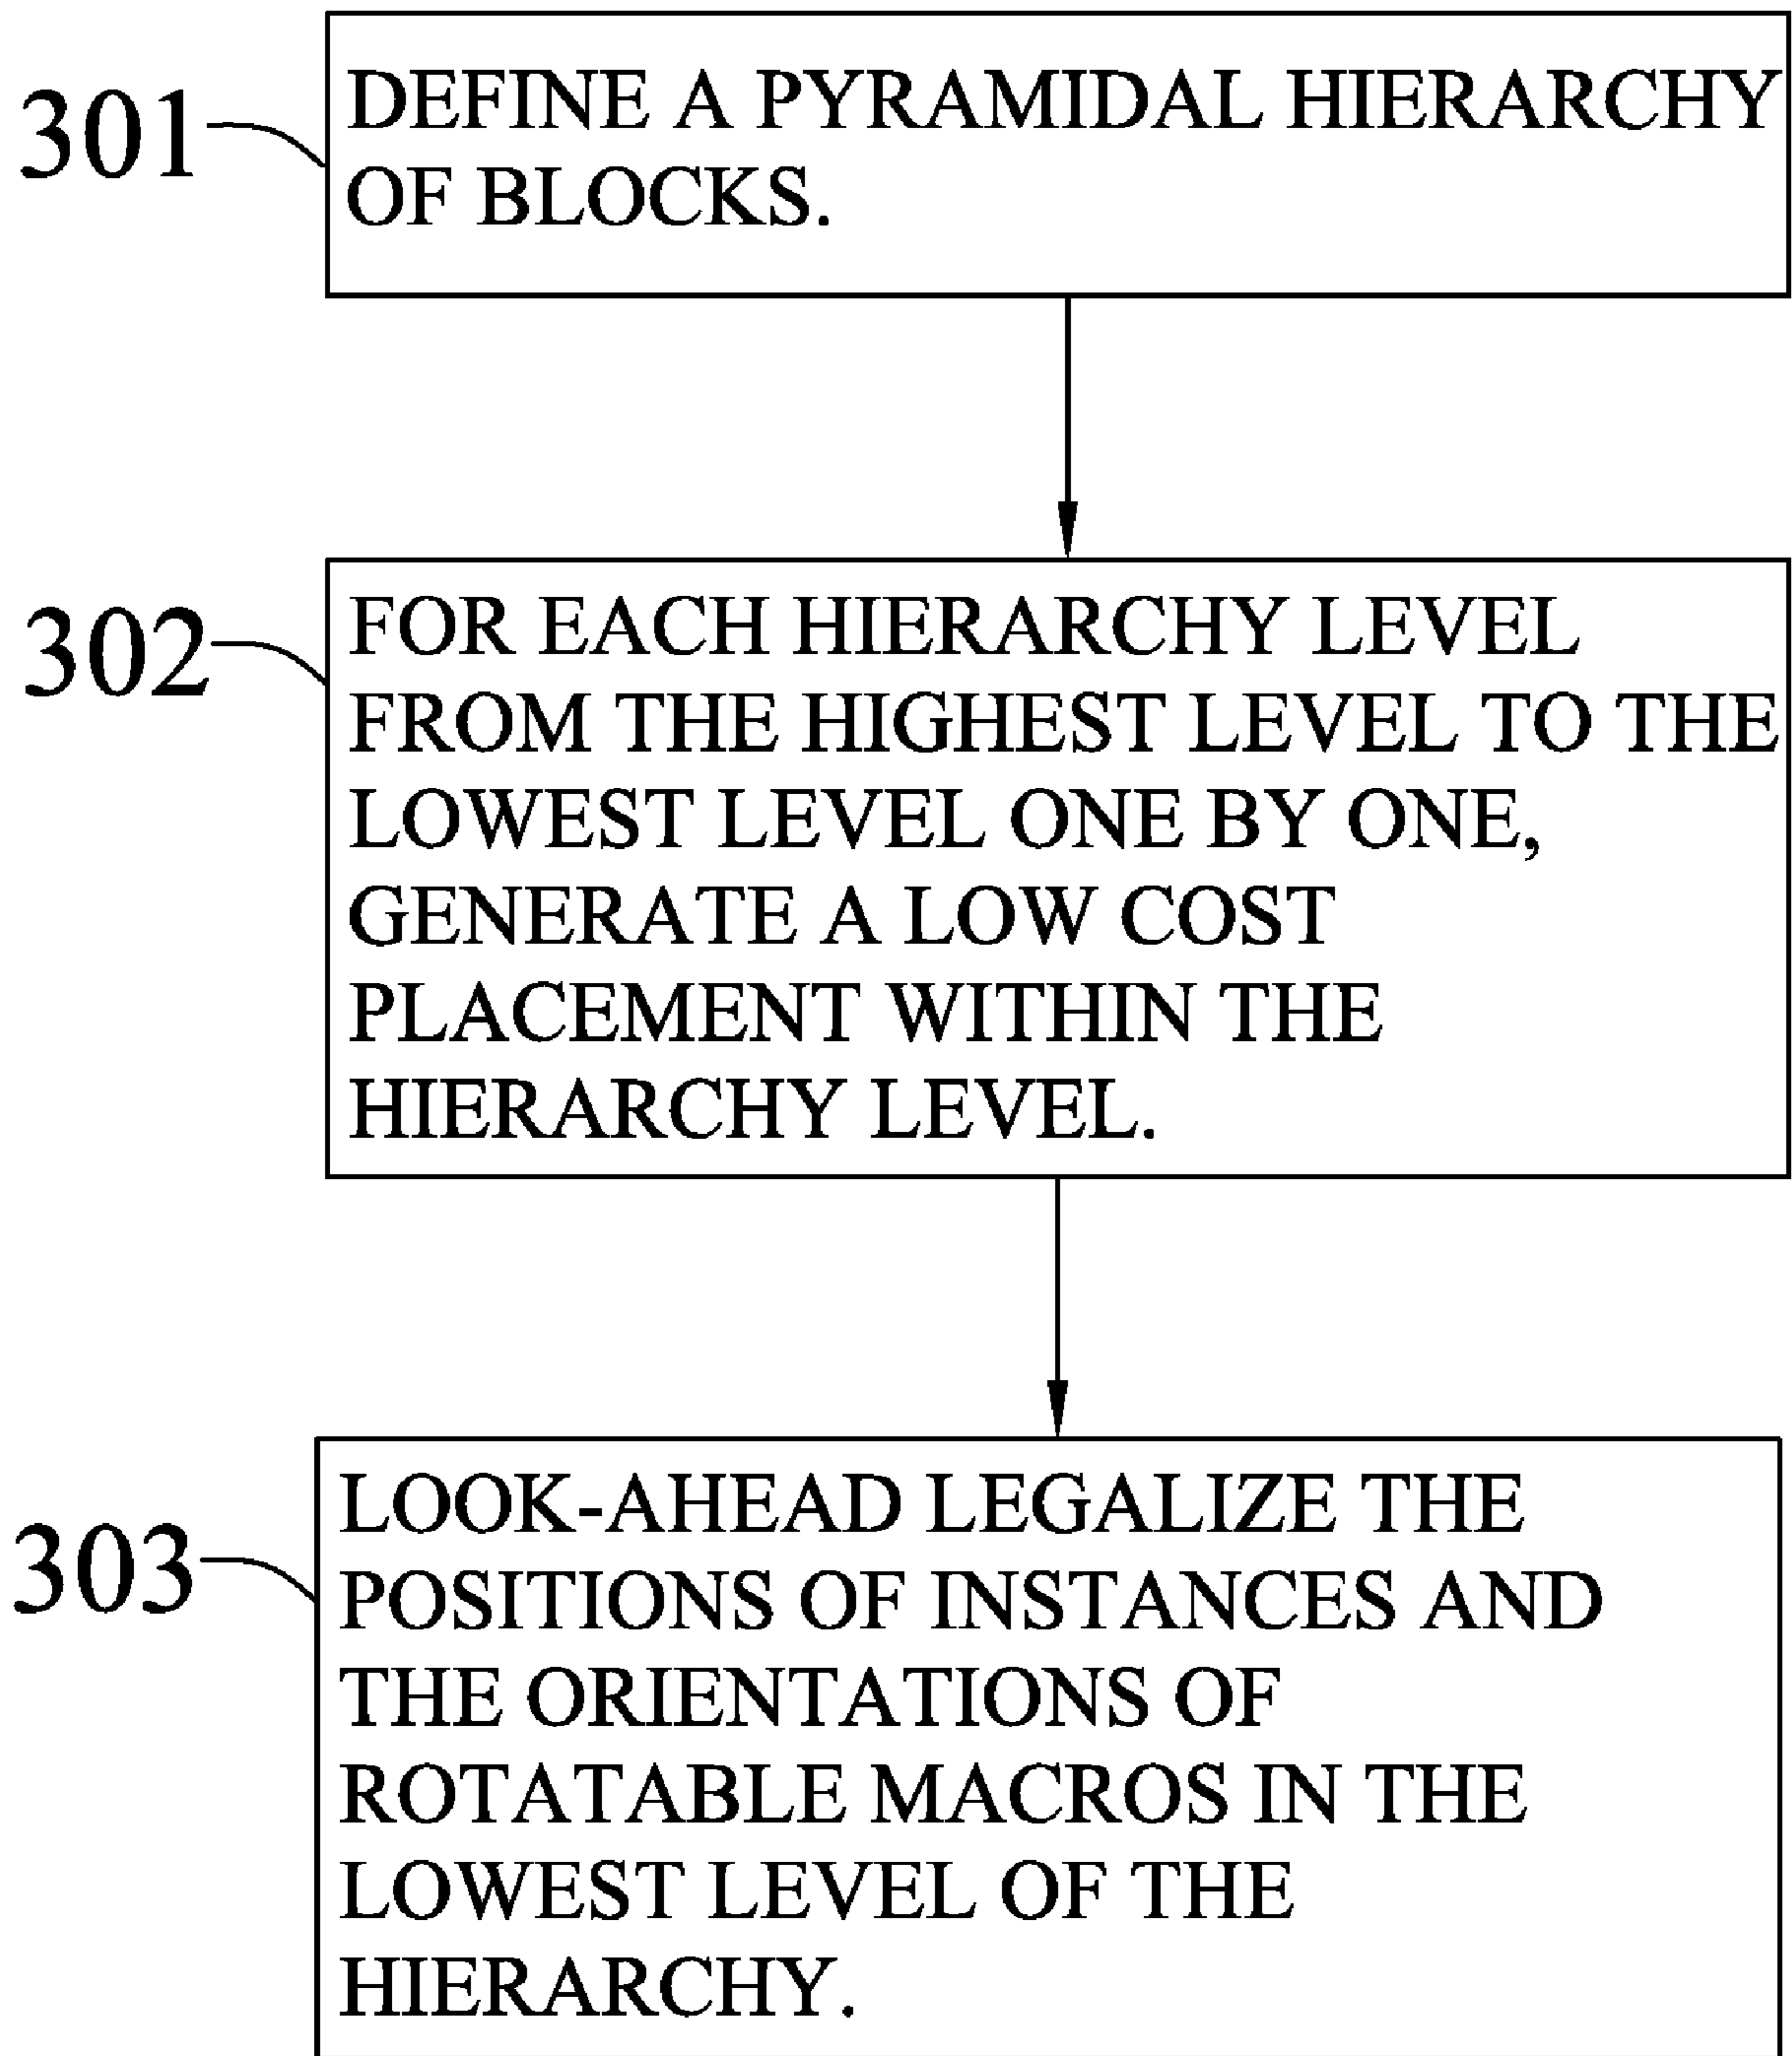 301
DEFINE A PYRAMIDAL HIERARCHY
OF BLOCKS.
302
FOR EACH HIERARCHY LEVEL
FROM THE HIGHEST LEVEL TO THE
LOWEST LEVEL ONE BY ONE,
GENERATE A LOW COST
PLACEMENT WITHIN THE
HIERARCHY LEVEL.
303
LOOK-AHEAD LEGALIZE THE
POSITIONS OF INSTANCES AND
THE ORIENTATIONS OF
ROTATABLE MACROS IN THE
LOWEST LEVEL OF THE
HIERARCHY.